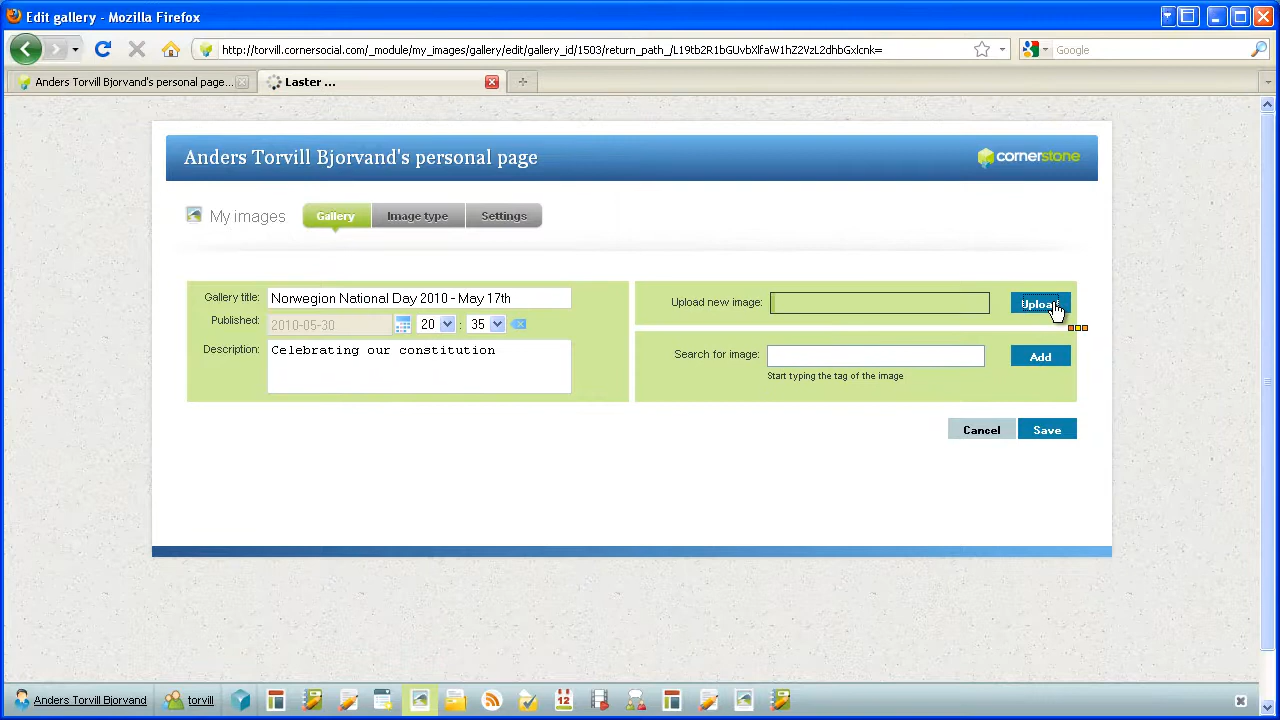 Edit gallery - Mozilla Firefox
http://torvill.cornersocial.com/_module/my_images/gallery/edit/gallery_id/1503/return_path_/
Google
Anders Torvill Bjorvand's personal page...
Laster ...
Anders Torvill Bjorvand's personal page
cornerstone
My images
Gallery
Image type
Settings
Gallery title:
Norwegion National Day 2010 - May 17th
Upload new image:
Upload
Published:
2010-05-30
20 : 35
Description:
Celebrating our constitution
Search for image:
Add
Start typing the tag of the image
Cancel
Save
Anders Torvill Bjorvand
torvill
12